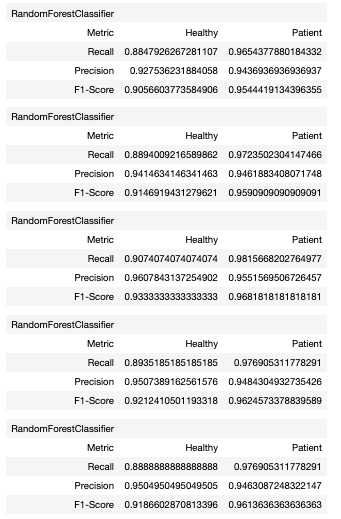 RandomForestClassifier
Metric Healthy Patient
Recall 0.8847926267281107 0.9654377880184332
Precision 0.927536231884058 0.9436936936936937
F1-Score 0.9056603773584906 0.9544419134396355
RandomForestClassifier
Metric Healthy Patient
Recall 0.8894009216589862 0.9723502304147466
Precision 0.9414634146341463 0.9461883408071748
F1-Score 0.9146919431279621 0.9590909090909091
RandomForestClassifier
Metric Healthy Patient
Recall 0.9074074074074074 0.9815668202764977
Precision 0.9607843137254902 0.9551569506726457
F1-Score 0.9333333333333333 0.9681818181818181
RandomForestClassifier
Metric Healthy Patient
Recall 0.8935185185185185 0.976905311778291
Precision 0.9507389162561576 0.9484304932735426
F1-Score 0.9212410501193318 0.9624573378839589
RandomForestClassifier
Metric Healthy Patient
Recall 0.8888888888888888 0.976905311778291
Precision 0.9504950495049505 0.9463087248322147
F1-Score 0.9186602870813396 0.9613636363636363